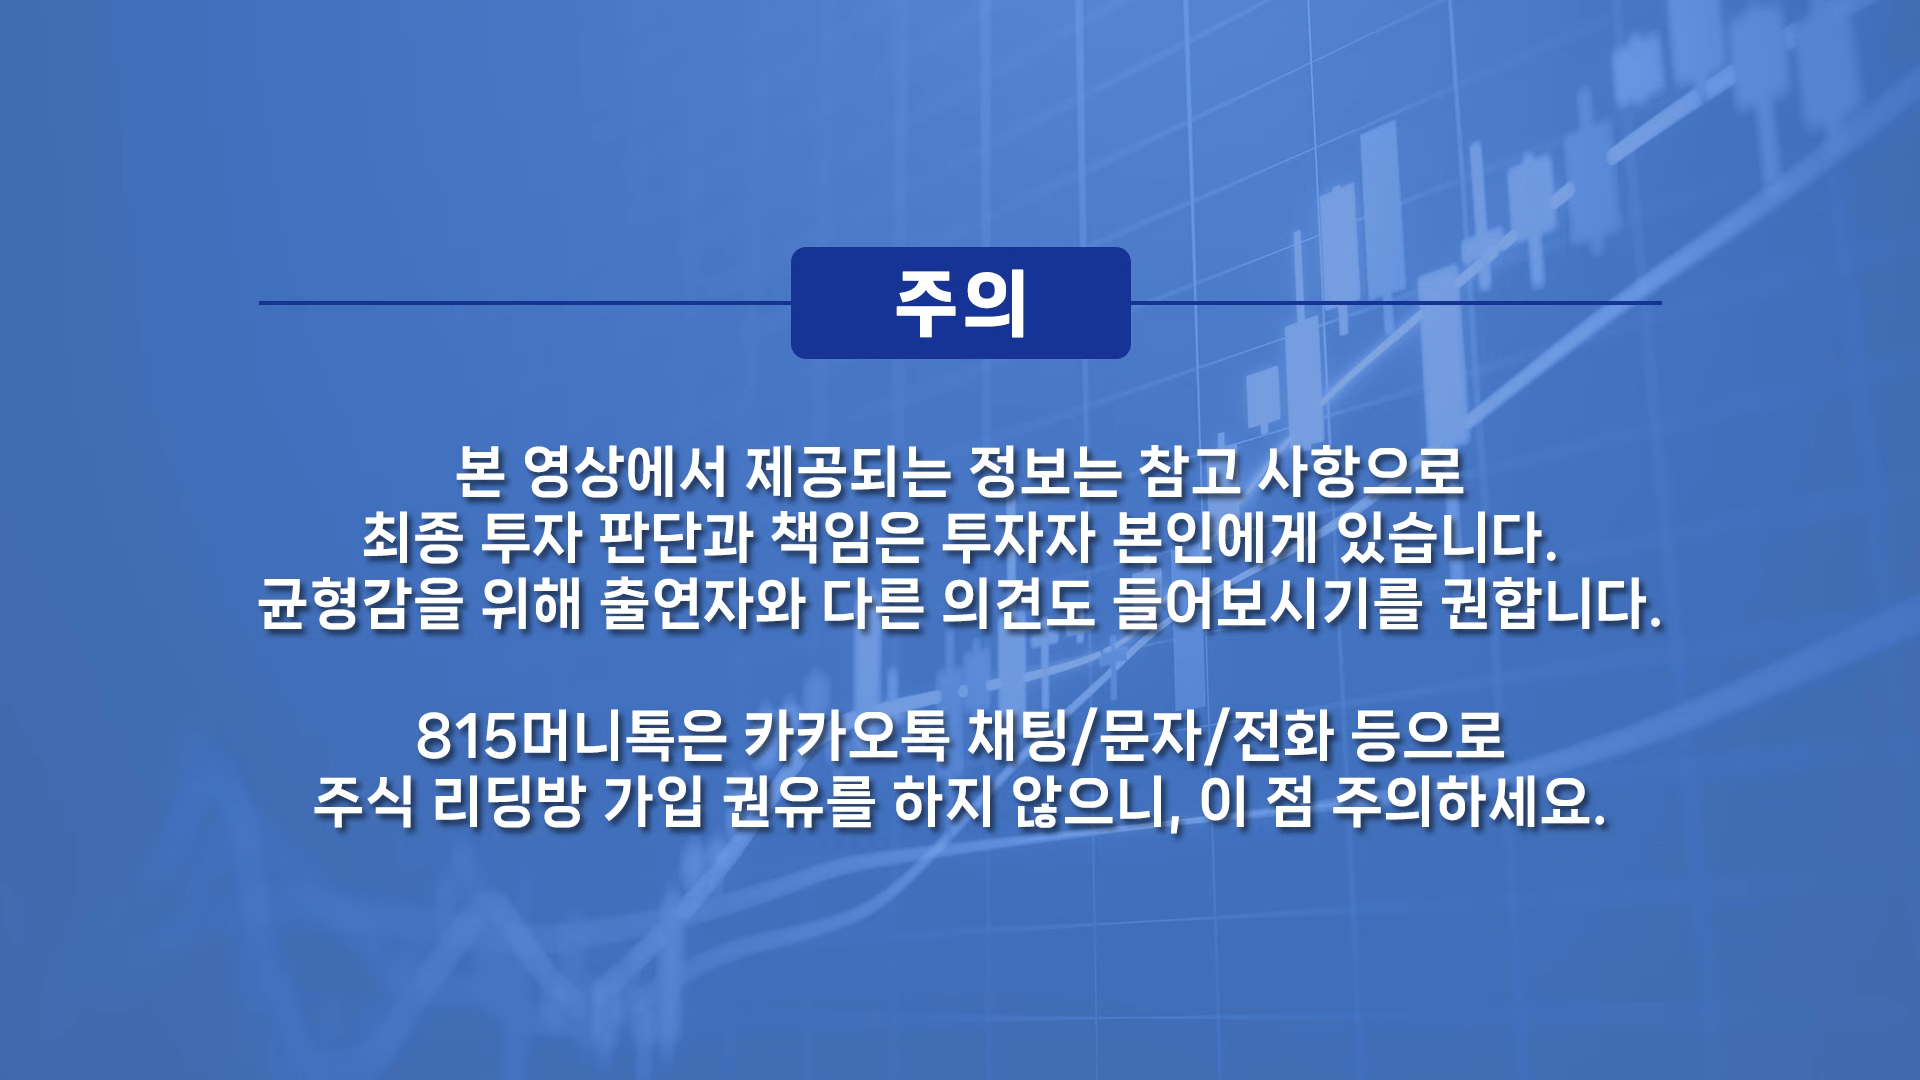 주의
본 영상에서 제공되는 정보는 참고 사항으로
최종 투자 판단과 책임은 투자자 본인에게 있습니다.
균형감을 위해 출연자와 다른 의견도 들어보시기를 권합니다.
815머니톡은 카카오톡 채팅/문자/전화 등으로
주식 리딩방 가입 권유를 하지 않으니, 이 점 주의하세요.